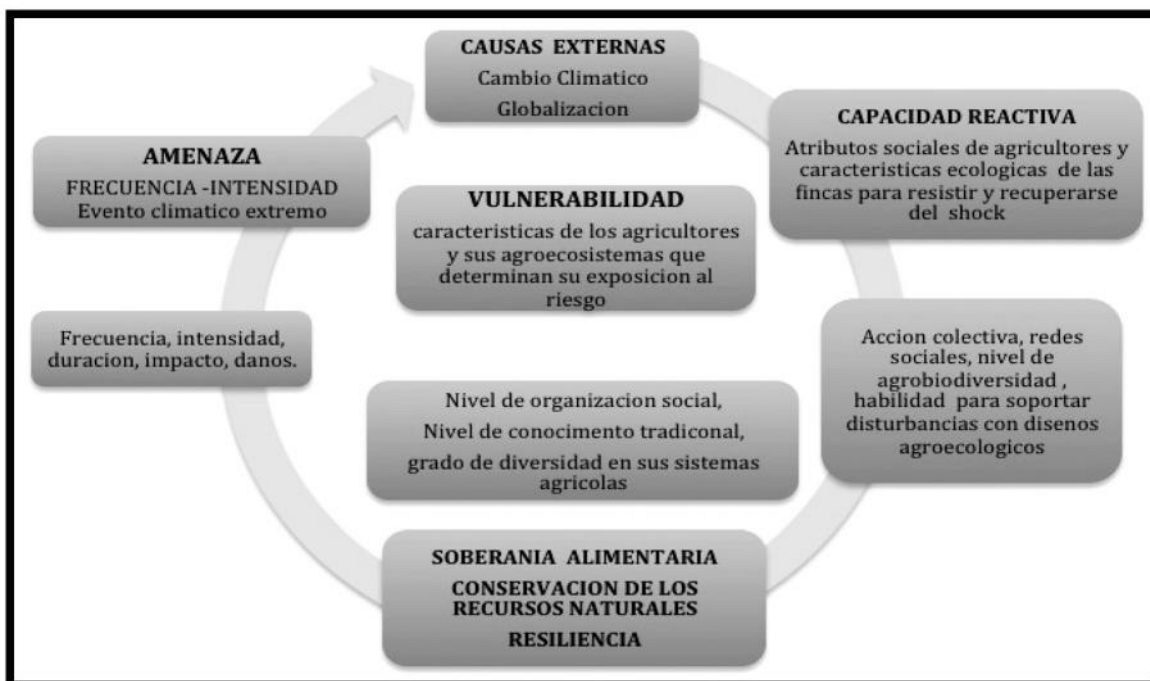 CAUSAS EXTERNAS
Cambio Climatico
Globalizacion
CAPACIDAD REACTIVA
Atributos sociales de agricultores y
caracteristicas ecologicas de las
fincas para resistir y recuperarse
del shock
AMENAZA
FRECUENCIA -INTENSIDAD
Evento climatico extremo
VULNERABILIDAD
caracteristicas de los agricultores
y sus agroecosistemas que
determinan su exposicion al
riesgo
Frecuencia, intensidad,
duracion, impacto, danos.
Accion colectiva, redes
sociales, nivel de
agrobiodiversidad ,
habilidad para soportar
disturbancias con disenos
agroecologicos
Nivel de organizacion social,
Nivel de conocimento tradiconal,
grado de diversidad en sus sistemas
agricolas
SOBERANIA ALIMENTARIA
CONSERVACION DE LOS
RECURSOS NATURALES
RESILIENCIA